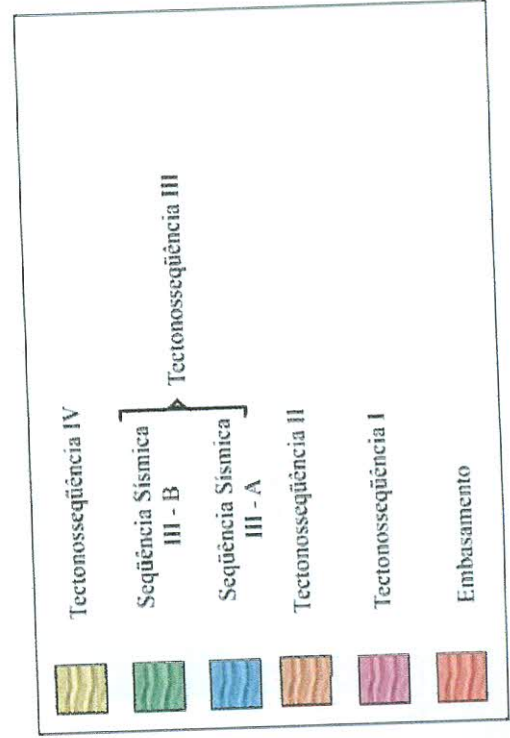 Tectonosseqüência IV
Seqüência Sísmica
III - B
Seqüência Sísmica
III - A
Tectonosseqüência III
Tectonosseqüência II
Tectonosseqüência I
Embasamento